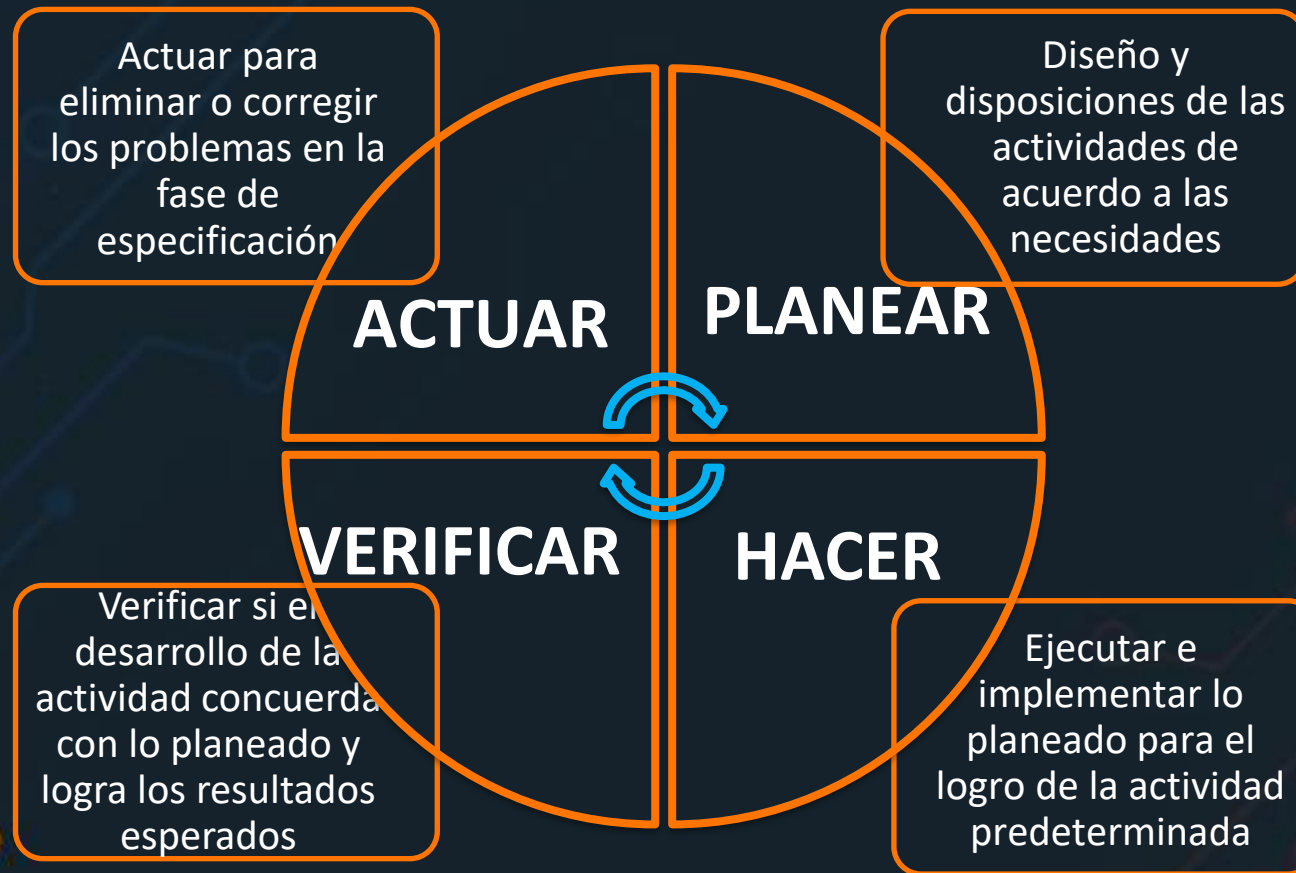 Actuar para
eliminar o corregir
los problemas en la
fase de
especificación
Diseño y
disposiciones de las
actividades de
acuerdo a las
necesidades
ACTUAR
PLANEAR
VERIFICAR
HACER
Verificar si el
desarrollo de la
actividad concuerda
con lo planeado y
logra los resultados
esperados
Ejecutar e
implementar lo
planeado para el
logro de la actividad
predeterminada